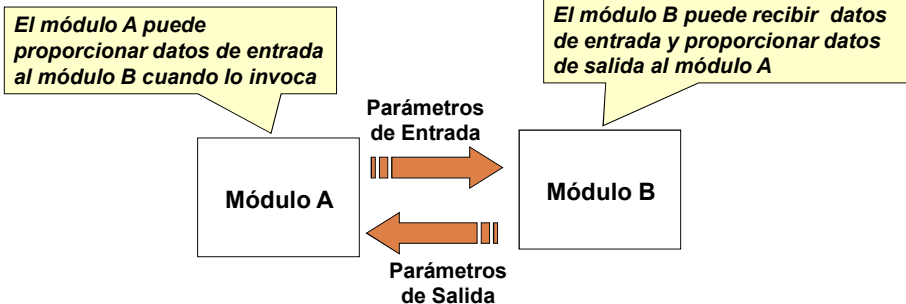 El módulo A puede
proporcionar datos de entrada
al módulo B cuando lo invoca
El módulo B puede recibir datos
de entrada y proporcionar datos
de salida al módulo A
Parámetros
de Entrada
Módulo A
Módulo B
Parámetros
de Salida